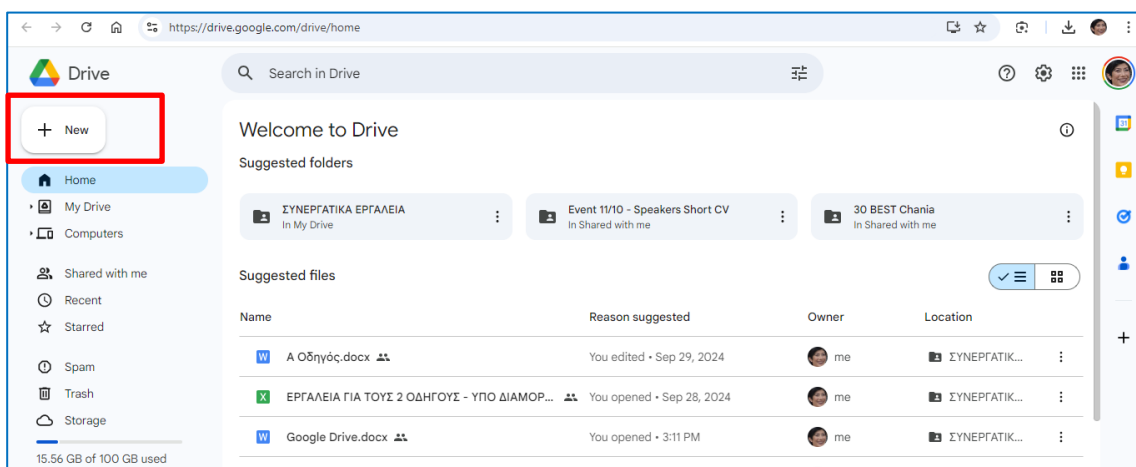 https://drive.google.com/drive/home
Drive
Search in Drive
New
Welcome to Drive
Suggested folders
Home
My Drive
Computers
Shared with me
Recent
Starred
Spam
Trash
Storage
15.56 GB of 100 GB used
ΣΥΝΕΡΓΑΤΙΚΑ ΕΡΓΑΛΕΙΑ
In My Drive
Event 11/10 - Speakers Short CV
In Shared with me
30 BEST Chania
In Shared with me
Suggested files
Name Reason suggested Owner Location
W Α Οδηγός.docx You edited • Sep 29, 2024 me ΣΥΝΕΡΓΑΤΙΚ...
X ΕΡΓΑΛΕΙΑ ΓΙΑ ΤΟΥΣ 2 ΟΔΗΓΟΥΣ - ΥΠΟ ΔΙΑΜΟΡ... You opened • Sep 28, 2024 me ΣΥΝΕΡΓΑΤΙΚ...
W Google Drive.docx You opened • 3:11 PM me ΣΥΝΕΡΓΑΤΙΚ...
31